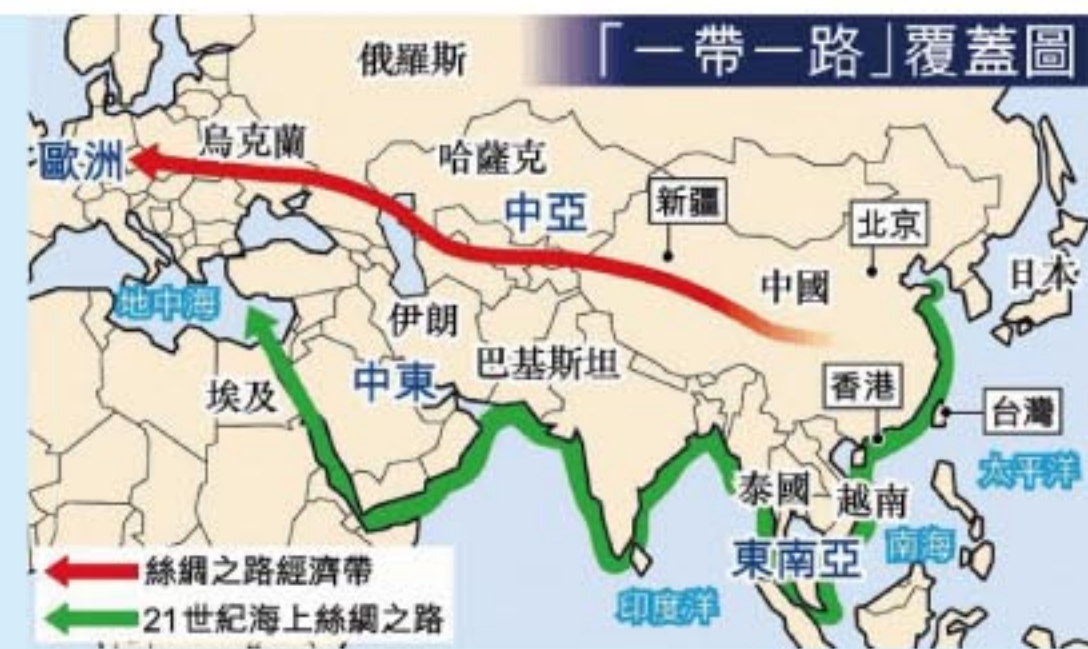 「一帶一路」覆蓋圖
俄羅斯
烏克蘭
歐洲
哈薩克
中亞
新疆
北京
中國
日本
地中海
伊朗
巴基斯坦
中東
埃及
香港
台灣
太平洋
泰國
越南
南海
東南亞
印度洋
絲綢之路經濟帶
21世紀海上絲綢之路